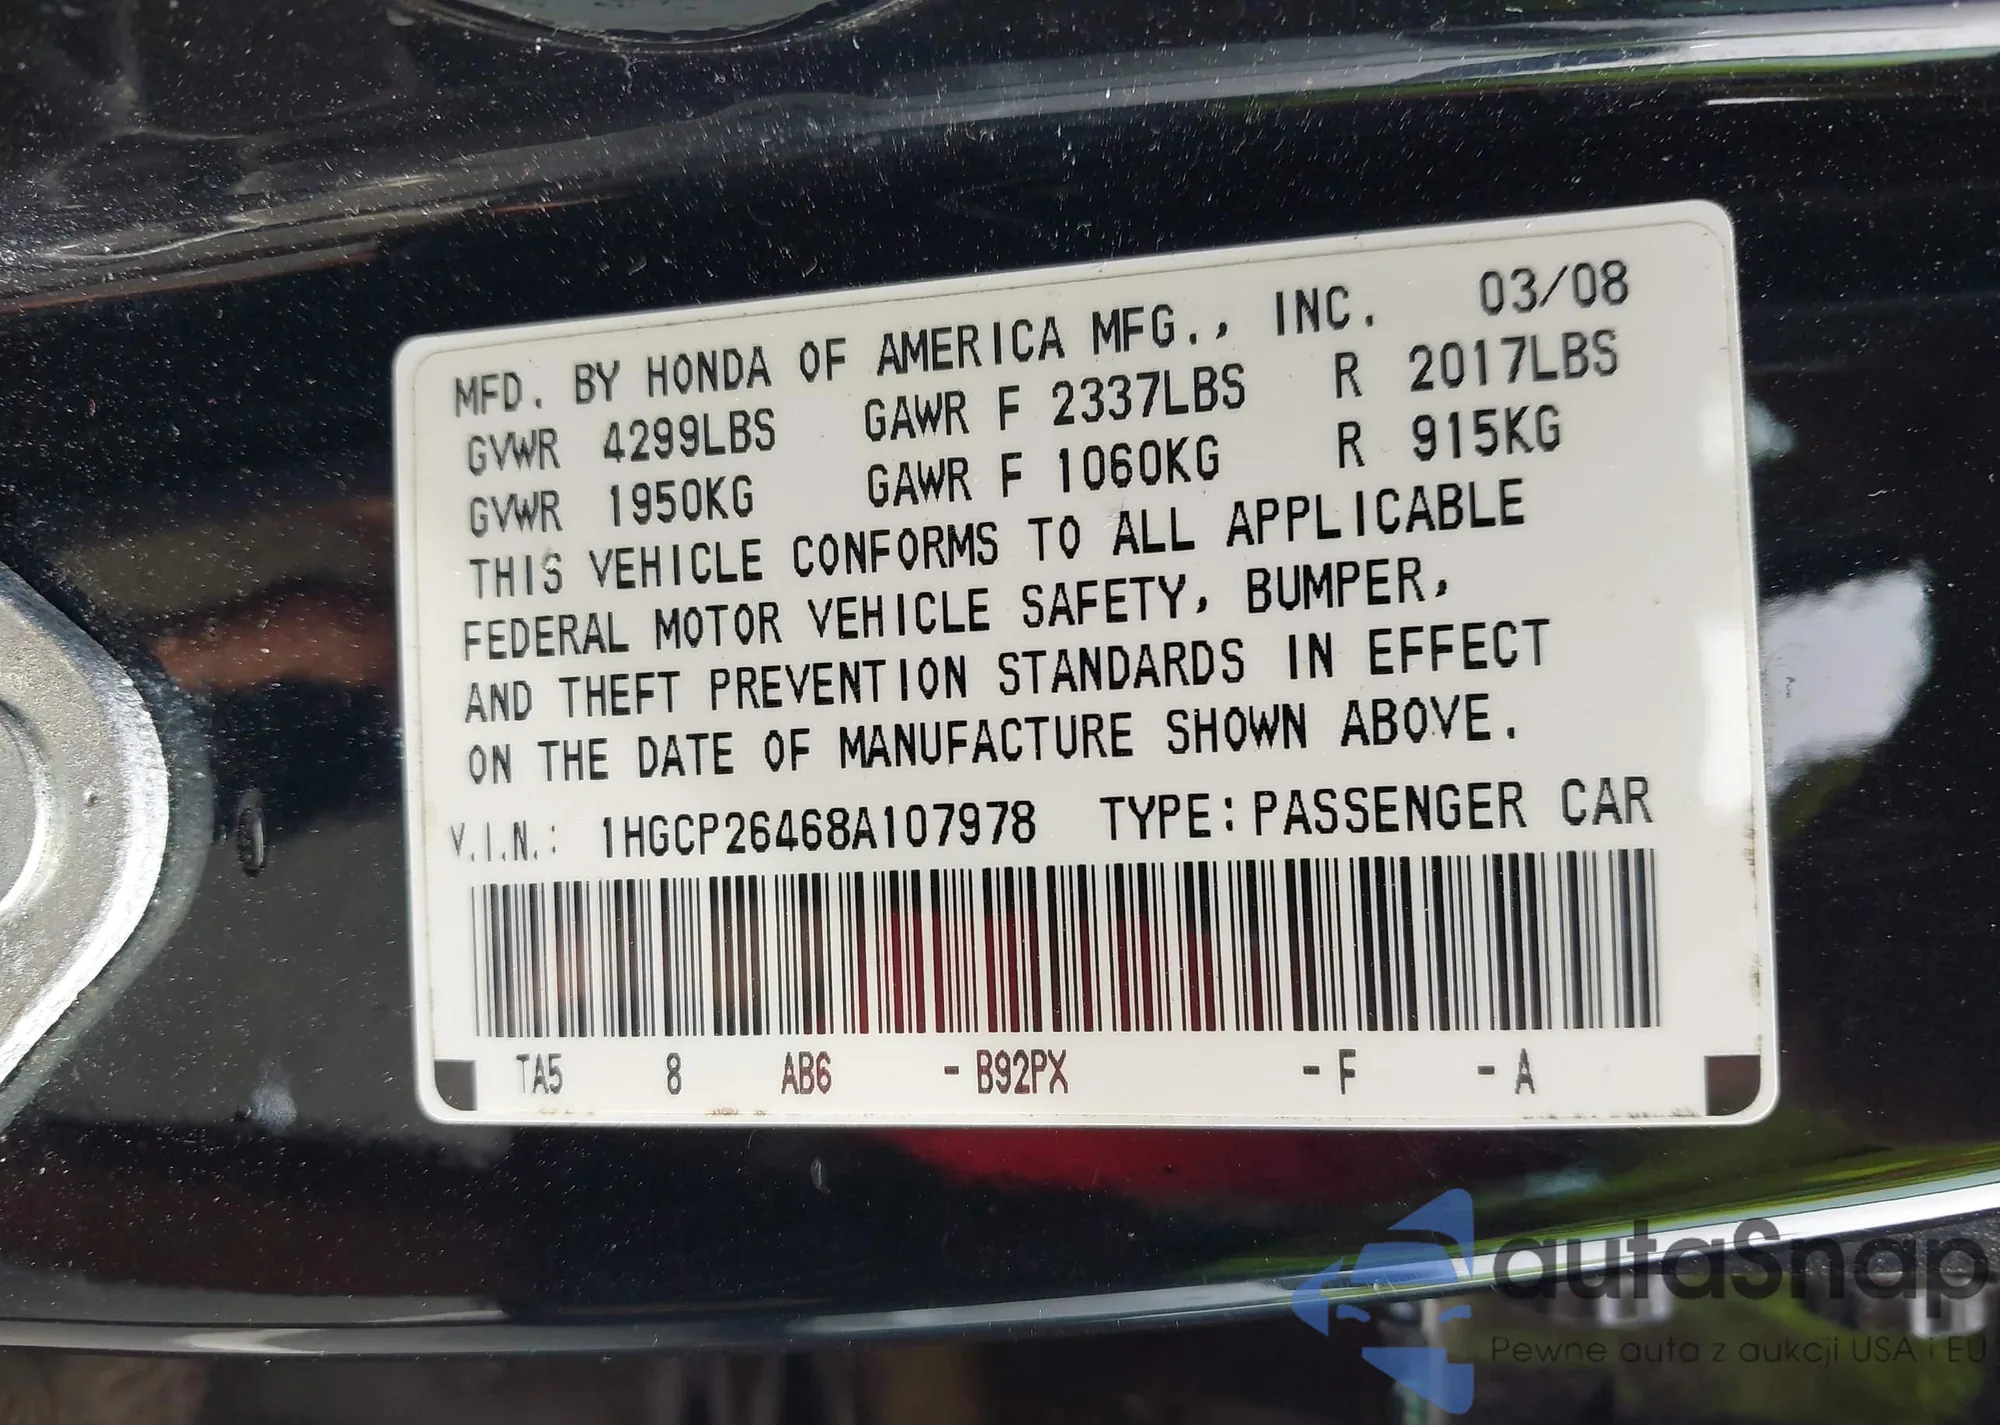 MFD. BY HONDA OF AMERICA MFG., INC. 03/08
GVWR 4299LBS GAWR F 2337LBS R 2017LBS
GVWR 1950KG GAWR F 1060KG R 915KG
THIS VEHICLE CONFORMS TO ALL APPLICABLE
FEDERAL MOTOR VEHICLE SAFETY, BUMPER,
AND THEFT PREVENTION STANDARDS IN EFFECT
ON THE DATE OF MANUFACTURE SHOWN ABOVE.
V.I.N.: 1HGCP26468A107978 TYPE:PASSENGER CAR
TA5 8 AB6 -B92PX -F -A
autaSnap
Pewne auta z aukcji USA i EU